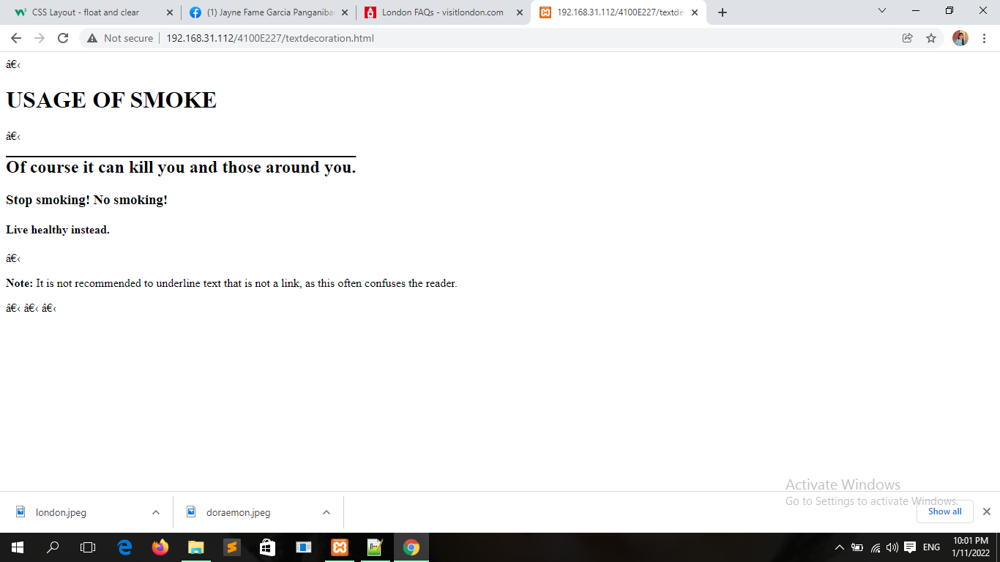 CSS Layout - float and clear
(1) Jayne Fame Garcia Panganiba
London FAQs - visitlondon.com
192.168.31.112/4100E227/textde
Not secure
192.168.31.112/4100E227/textdecoration.html
â€‹
USAGE OF SMOKE
â€‹
Of course it can kill you and those around you.
Stop smoking! No smoking!
Live healthy instead.
â€‹
Note: It is not recommended to underline text that is not a link, as this often confuses the reader.
â€‹ â€‹ â€‹
Activate Windows
Go to Settings to activate Windows.
london.jpeg
doraemon.jpeg
Show all
ENG
10:01 PM
1/11/2022